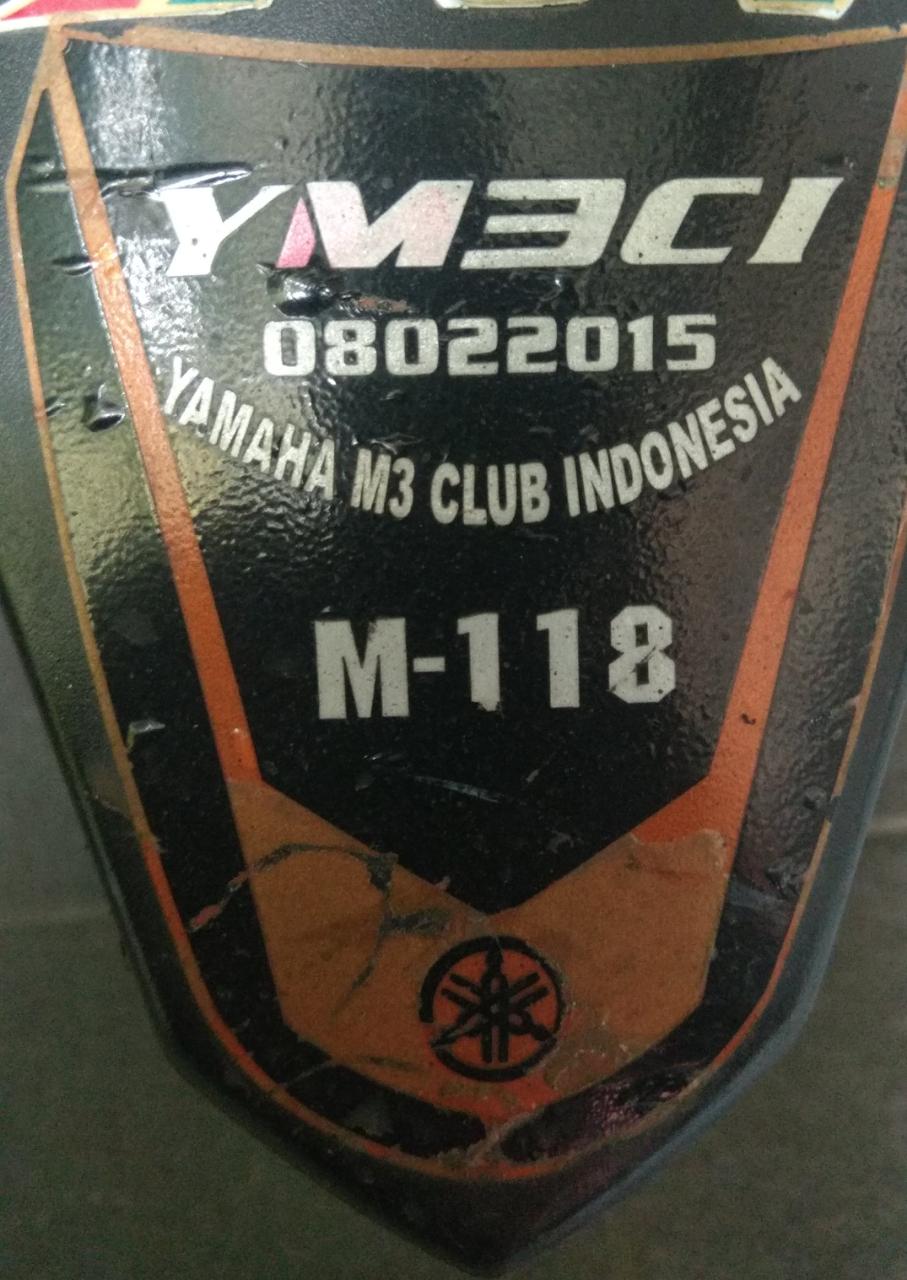 YM3CI
08022015
YAMAHA M3 CLUB INDONESIA
M-118